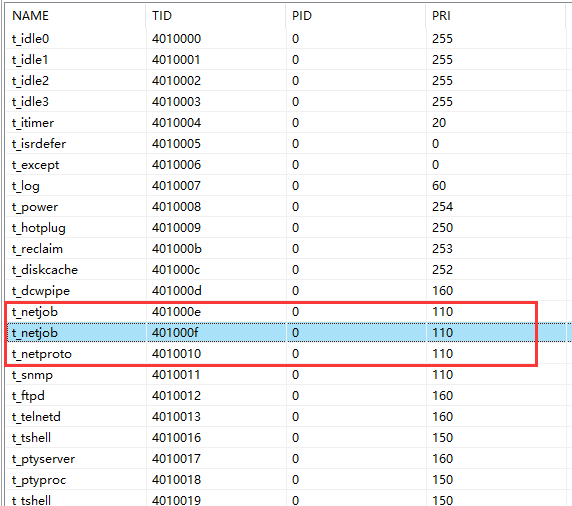 NAME TID PID PRI
t_idle0 4010000 0 255
t_idle1 4010001 0 255
t_idle2 4010002 0 255
t_idle3 4010003 0 255
t_itimer 4010004 0 20
t_isrdefer 4010005 0 0
t_except 4010006 0 0
t_log 4010007 0 60
t_power 4010008 0 254
t_hotplug 4010009 0 250
t_reclaim 401000b 0 253
t_diskcache 401000c 0 252
t_dcwpipe 401000d 0 160
t_netjob 401000e 0 110
t_netjob 401000f 0 110
t_netproto 4010010 0 110
t_snmp 4010011 0 110
t_ftpd 4010012 0 160
t_telnetd 4010013 0 160
t_tshell 4010016 0 150
t_ptyserver 4010017 0 160
t_ptyproc 4010018 0 150
t_tshell 4010019 0 150